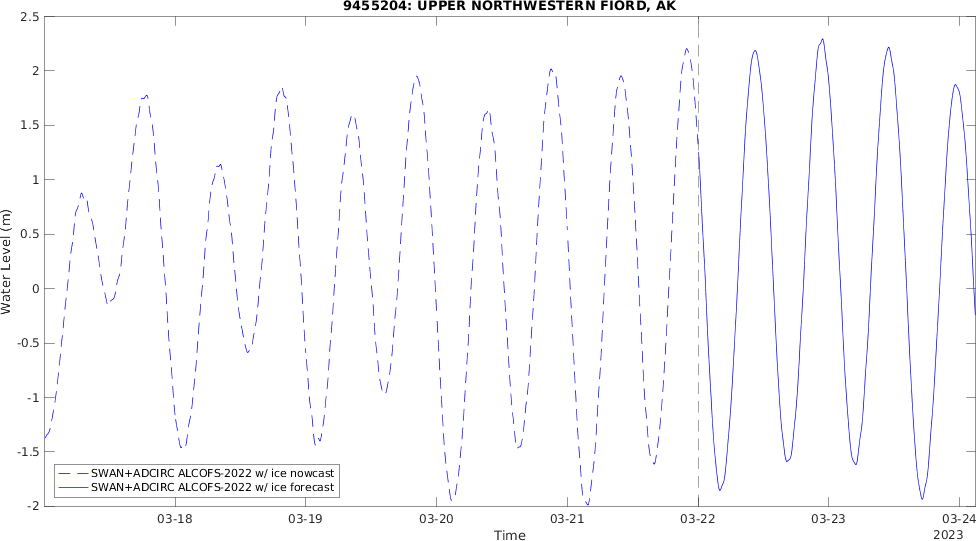 9455204: UPPER NORTHWESTERN FIORD, AK
2.5
2
1.5
1
0.5
0
-0.5
-1
-1.5
-2
Water Level (m)
SWAN+ADCIRC ALCOFS-2022 w/ ice nowcast
SWAN+ADCIRC ALCOFS-2022 w/ ice forecast
03-18 03-19 03-20 03-21 03-22 03-23 03-24
Time
2023